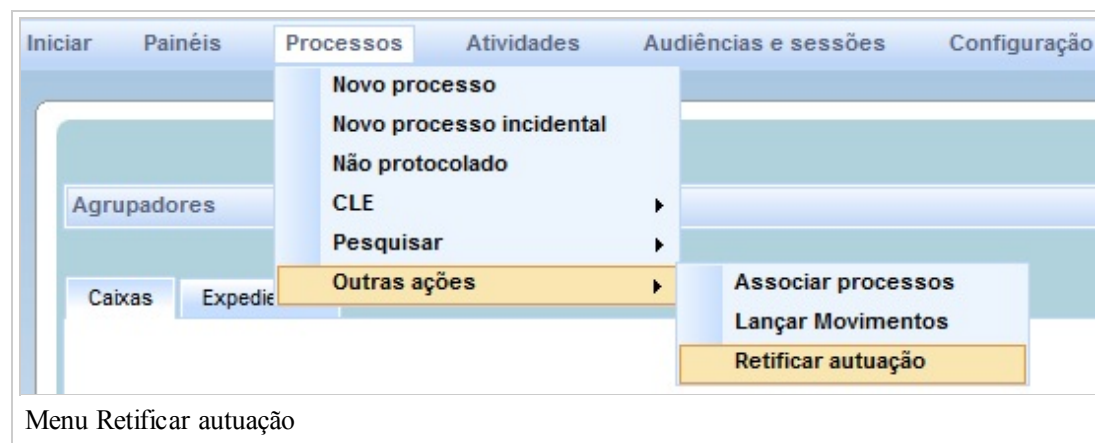 Iniciar Painéis Processos Atividades Audiências e sessões Configuração
Novo processo
Novo processo incidental
Não protocolado
Agrupadores CLE
Pesquisar
Caixas Outras ações Associar processos
Lançar Movimentos
Retificar autuação
Menu Retificar autuação